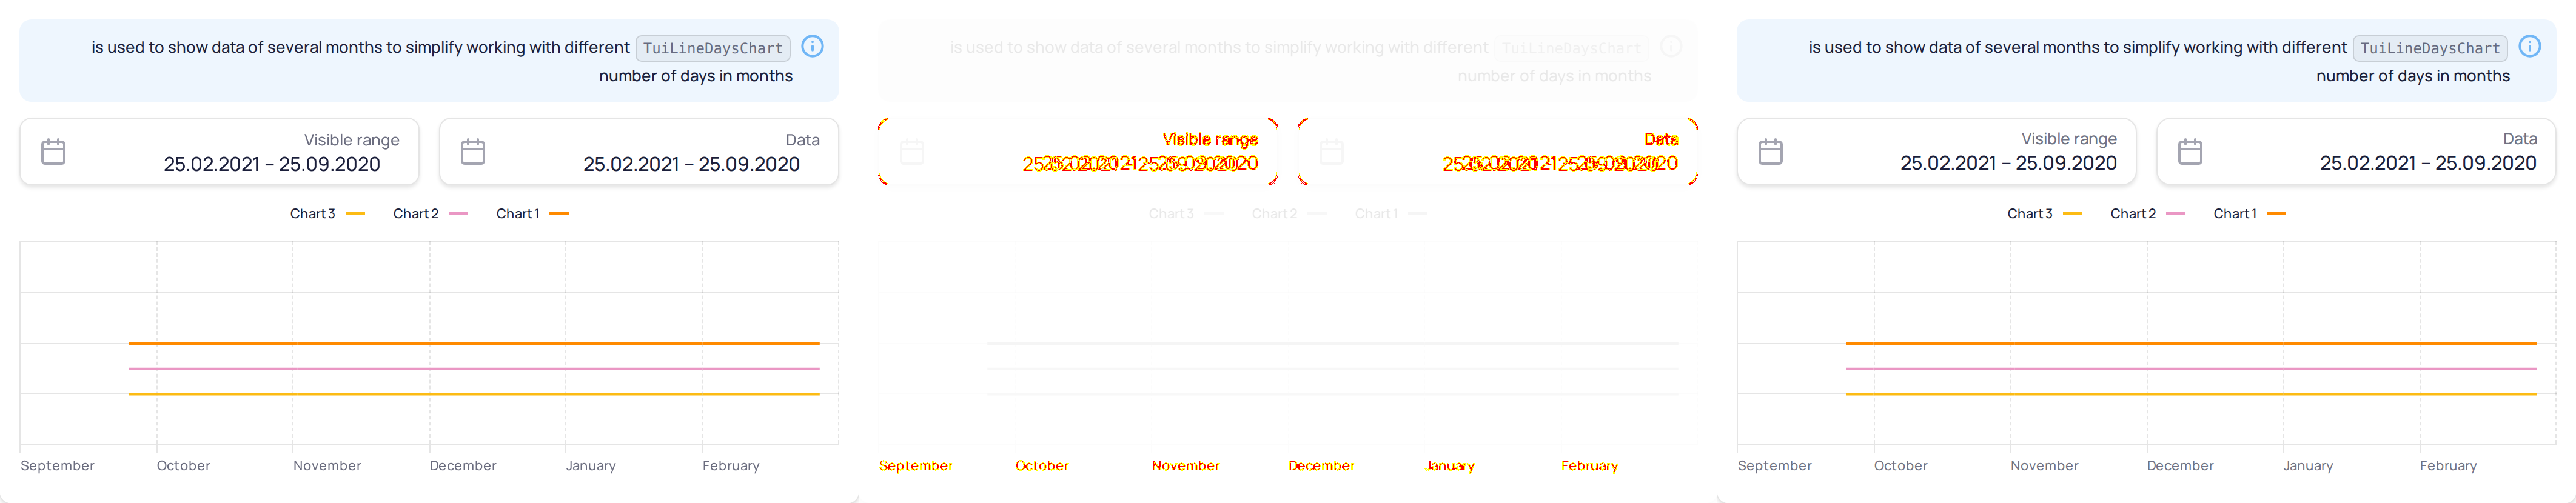 is used to show data of several months to simplify working with different TuiLineDaysChart
number of days in months
Visible range
25.02.2021 – 25.09.2020
Data
25.02.2021 – 25.09.2020
Chart 3 Chart 2 Chart 1
September October November December January February
is used to show data of several months to simplify working with different TuiLineDaysChart
number of days in months
Visible range
Data
Chart 3 Chart 2 Chart 1
September October November December January February
is used to show data of several months to simplify working with different TuiLineDaysChart
number of days in months
Visible range
25.02.2021 – 25.09.2020
Data
25.02.2021 – 25.09.2020
Chart 3 Chart 2 Chart 1
September October November December January February